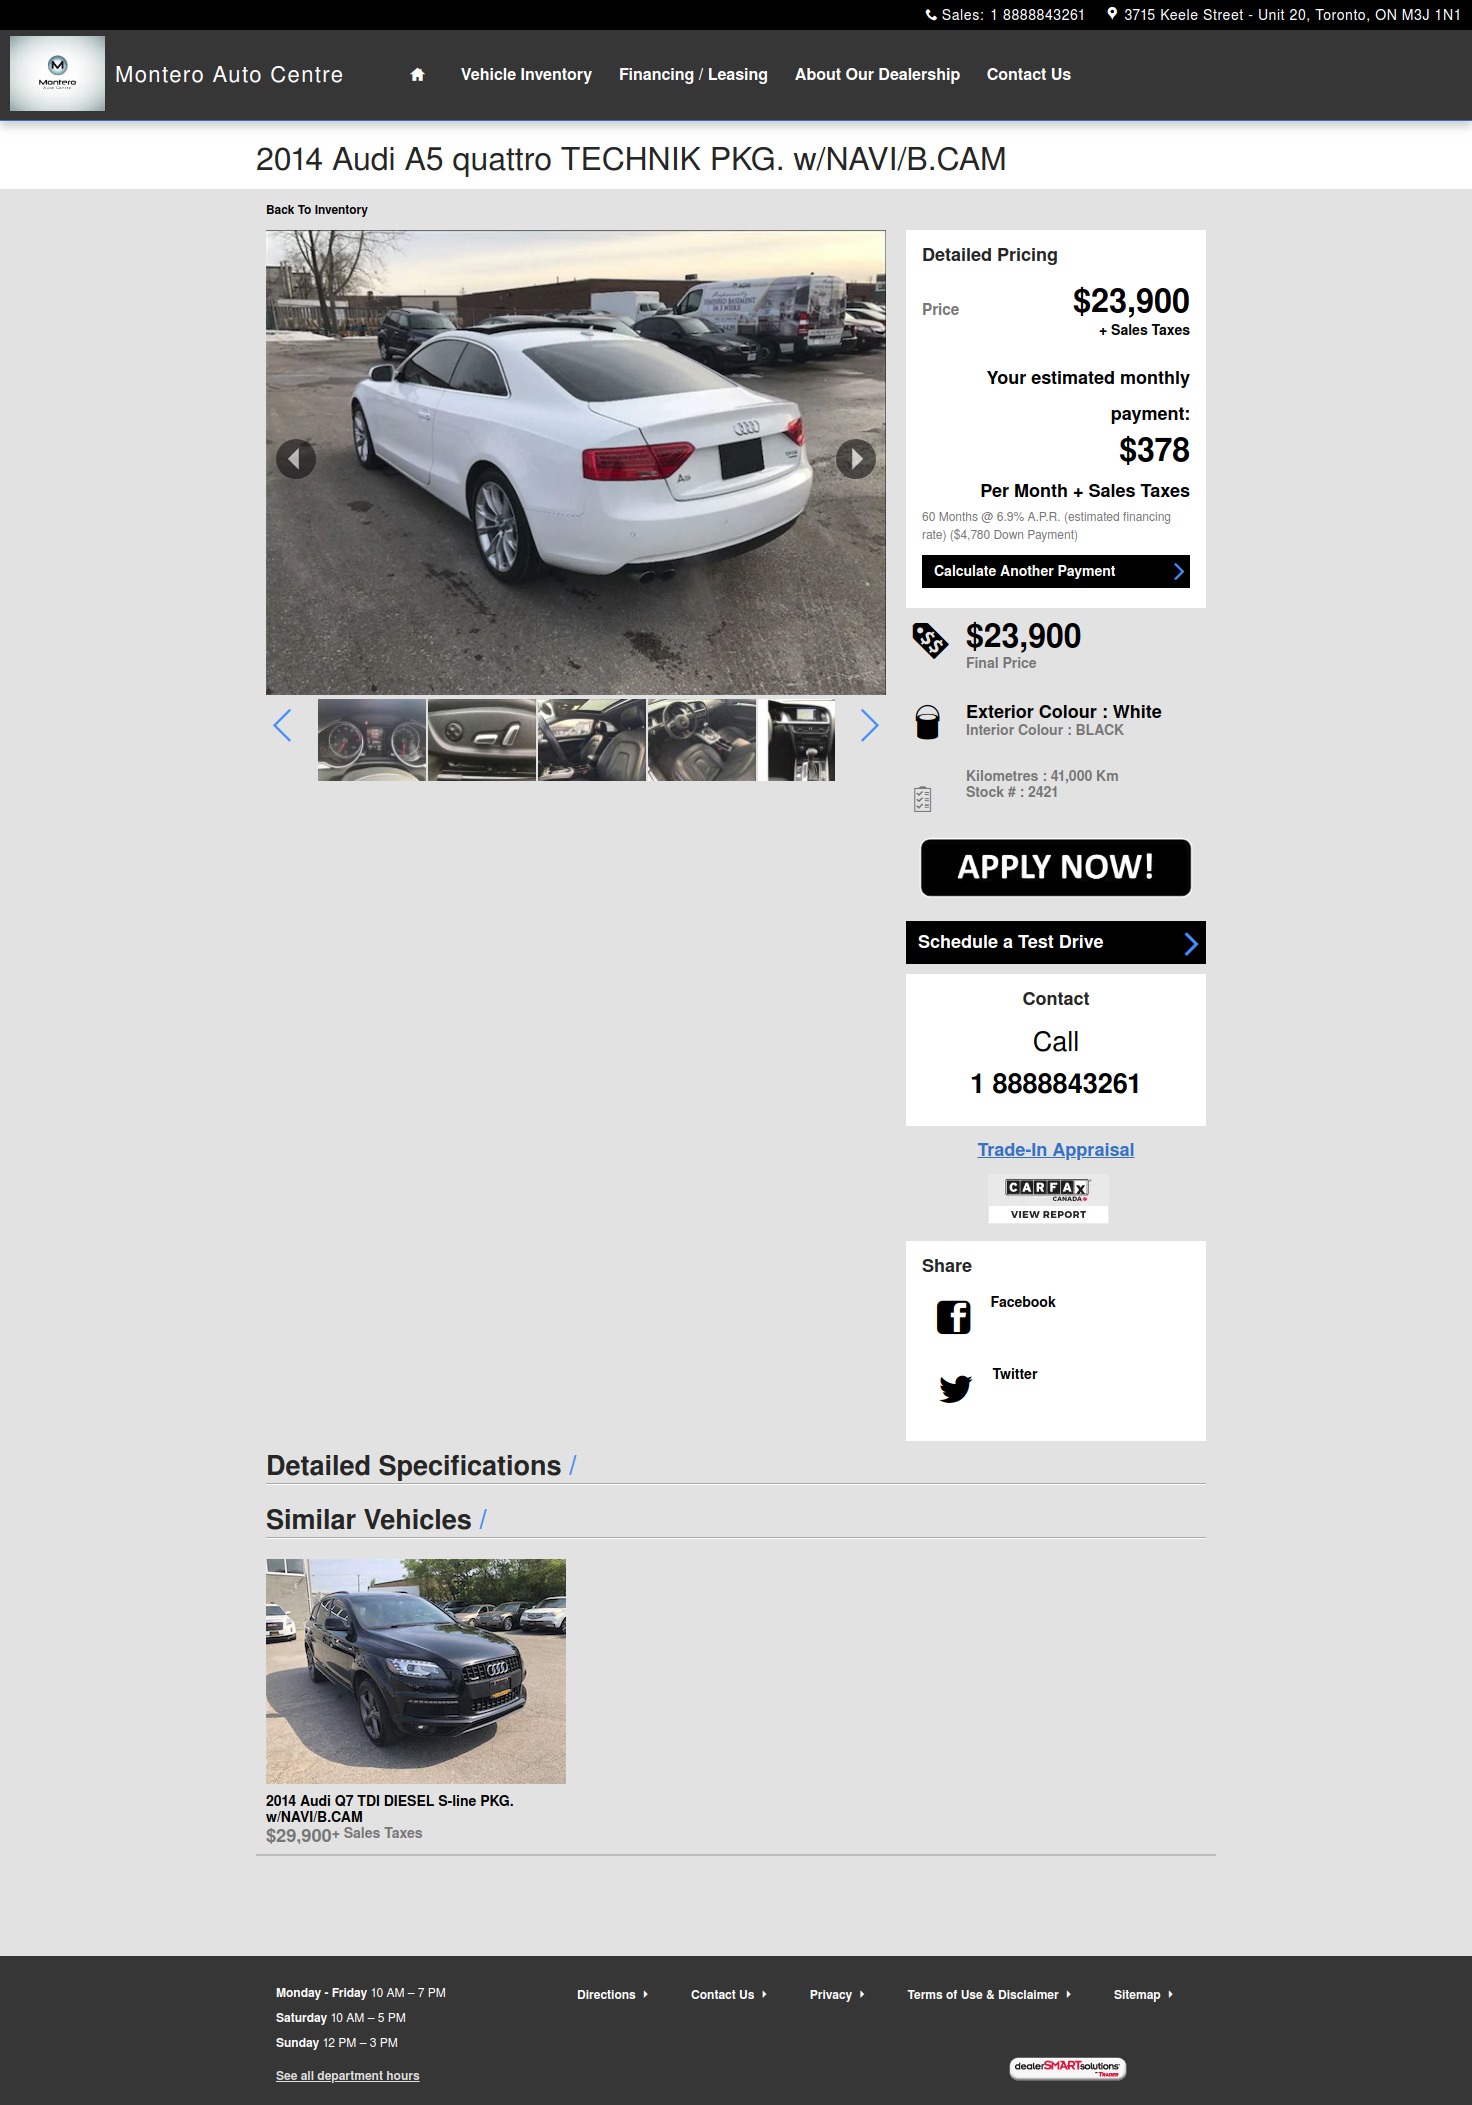 Sales: 1 8888843261
3715 Keele Street - Unit 20, Toronto, ON M3J 1N1
M
Montero
Auto Centre
Montero Auto Centre
Vehicle Inventory
Financing / Leasing
About Our Dealership
Contact Us
2014 Audi A5 quattro TECHNIK PKG. w/NAVI/B.CAM
Back To Inventory
FINISHED BASEMENT
A5
Detailed Pricing
Price
$23,900
+ Sales Taxes
Your estimated monthly
payment:
$378
Per Month + Sales Taxes
60 Months @ 6.9% A.P.R. (estimated financing
rate) ($4,780 Down Payment)
Calculate Another Payment
$$
$23,900
Final Price
Exterior Colour : White
Interior Colour : BLACK
Kilometres : 41,000 Km
Stock # : 2421
APPLY NOW!
Schedule a Test Drive
Contact
Call
1 8888843261
Trade-In Appraisal
CARFAX
CANADA
VIEW REPORT
Share
Facebook
Twitter
Detailed Specifications /
Similar Vehicles /
2014 Audi Q7 TDI DIESEL S-line PKG.
w/NAVI/B.CAM
$29,900+ Sales Taxes
Monday - Friday 10 AM – 7 PM
Saturday 10 AM – 5 PM
Sunday 12 PM – 3 PM
See all department hours
Directions
Contact Us
Privacy
Terms of Use & Disclaimer
Sitemap
dealerSMARTsolutions
TRADER